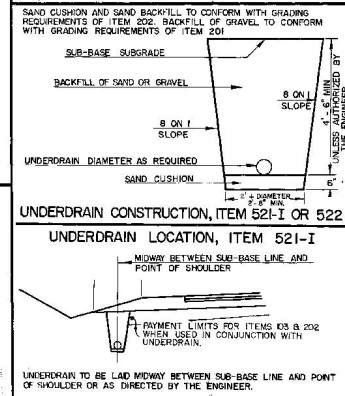 SAND CUSHION AND SAND BACKFILL TO CONFORM WITH GRADING
REQUIREMENTS OF ITEM 202. BACKFILL OF GRAVEL TO CONFORM
WITH GRADING REQUIREMENTS OF ITEM 201
SUB-BASE SUBGRADE
BACKFILL OF SAND OR GRAVEL
8 ON 1
SLOPE
8 ON 1
SLOPE
4'-6" MIN
UNLESS AUTHORIZED BY
THE ENGINEER
UNDERDRAIN DIAMETER AS REQUIRED
SAND CUSHION
6"
2' + DIAMETER
2'-8" MIN.
UNDERDRAIN CONSTRUCTION, ITEM 521-I OR 522
UNDERDRAIN LOCATION, ITEM 521-I
MIDWAY BETWEEN SUB-BASE LINE AND
POINT OF SHOULDER
PAYMENT LIMITS FOR ITEMS 103 & 202
WHEN USED IN CONJUNCTION WITH
UNDERDRAIN.
UNDERDRAIN TO BE LAID MIDWAY BETWEEN SUB-BASE LINE AND POINT
OF SHOULDER OR AS DIRECTED BY THE ENGINEER.